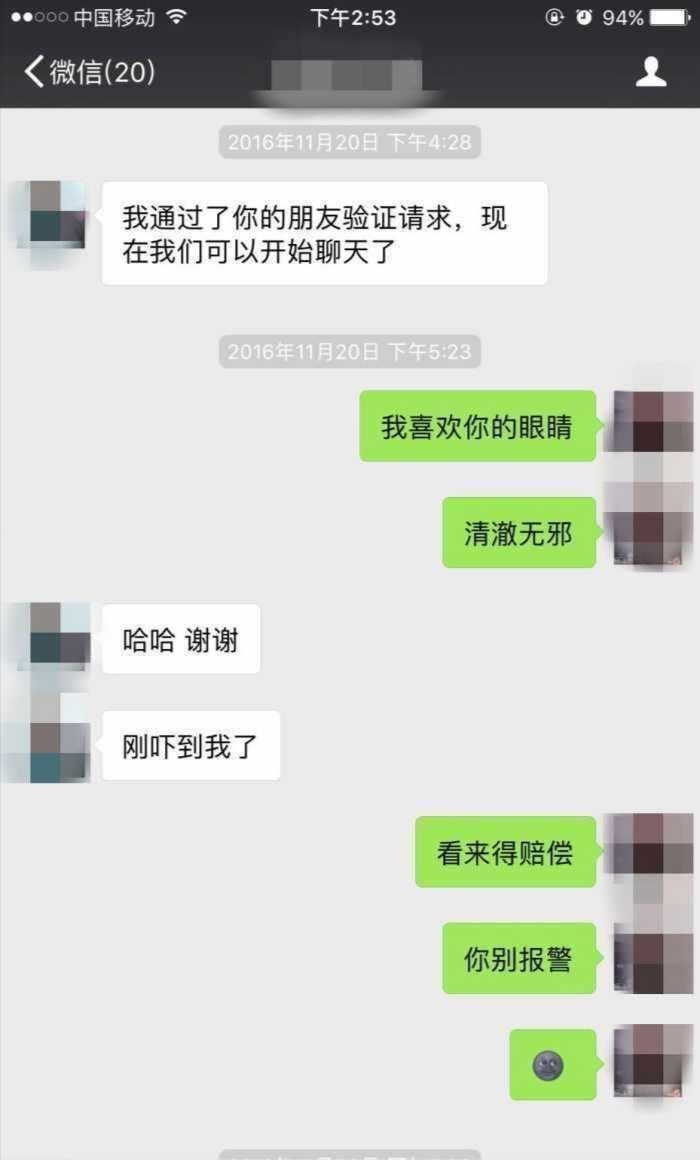 中国移动 下午2:53 94%
微信(20)
2016年11月20日 下午4:28
我通过了你的朋友验证请求，现
在我们可以开始聊天了
2016年11月20日 下午5:23
我喜欢你的眼睛
清澈无邪
哈哈 谢谢
刚吓到我了
看来得赔偿
你别报警